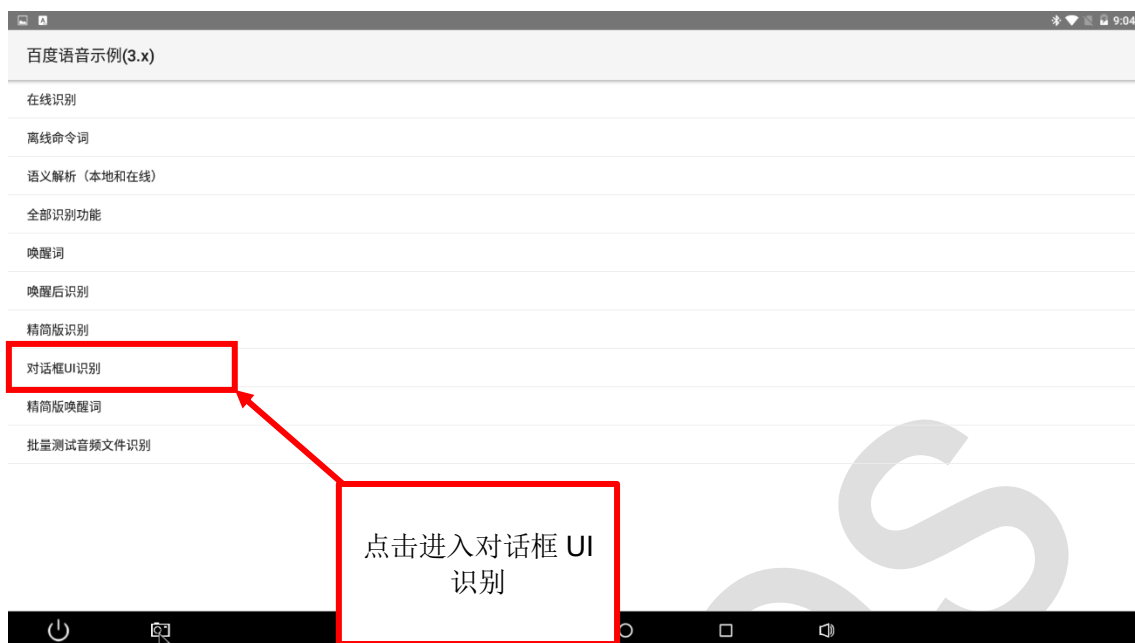 9:04
百度语音示例(3.x)
在线识别
离线命令词
语义解析（本地和在线）
全部识别功能
唤醒词
唤醒后识别
精简版识别
对话框UI识别
精简版唤醒词
批量测试音频文件识别
点击进入对话框 UI
识别